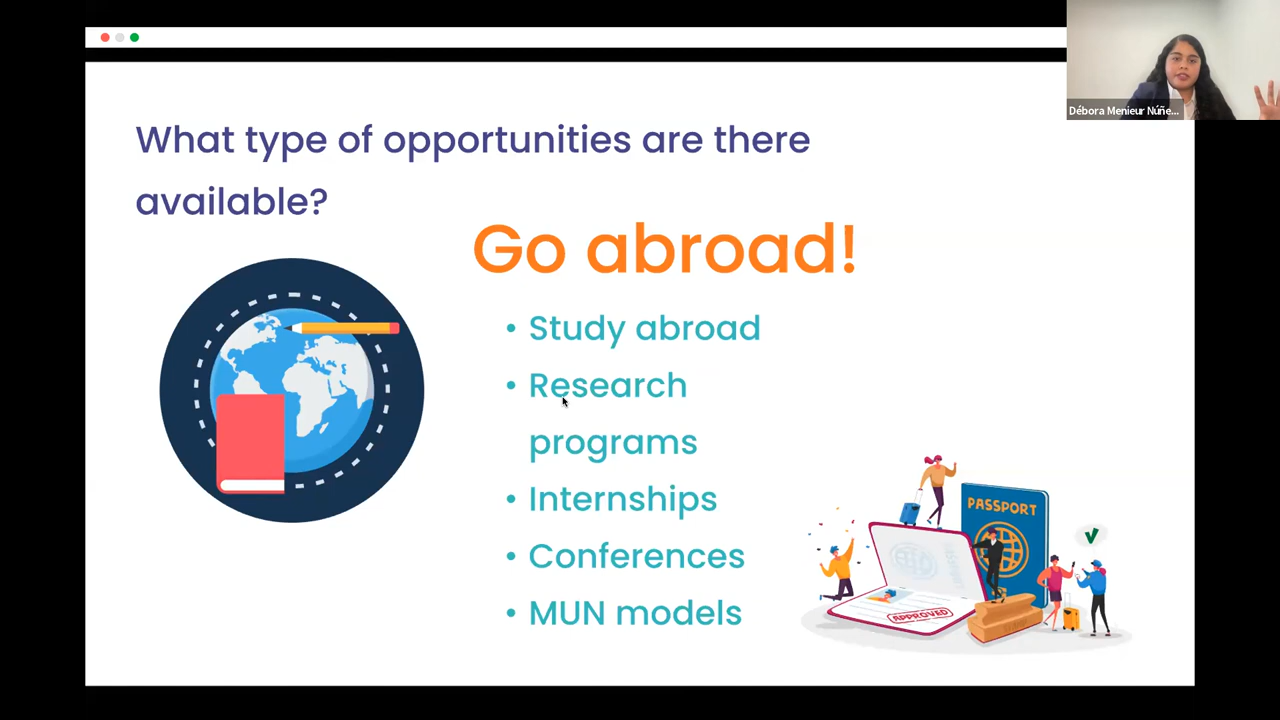 What type of opportunities are there
available?
Go abroad!
• Study abroad
• Research
programs
• Internships
• Conferences
• MUN models
PASSPORT
APPROVED
Débora Menieur Núñe...